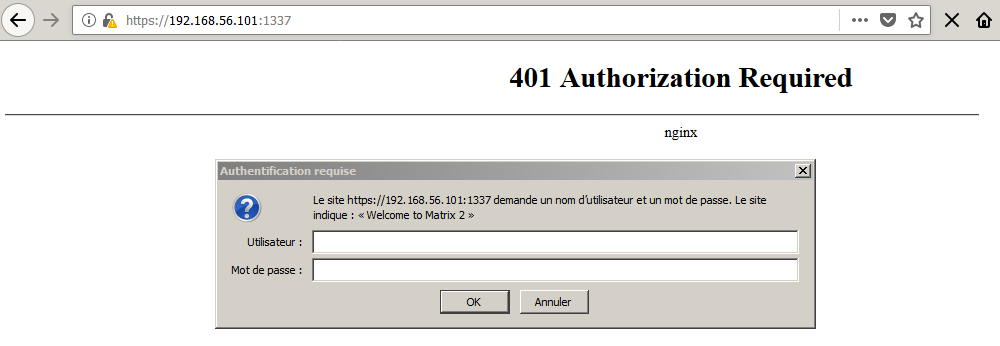 https://192.168.56.101:1337
401 Authorization Required
nginx
Authentification requise
Le site https://192.168.56.101:1337 demande un nom d’utilisateur et un mot de passe. Le site
indique : « Welcome to Matrix 2 »
Utilisateur :
Mot de passe :
OK Annuler